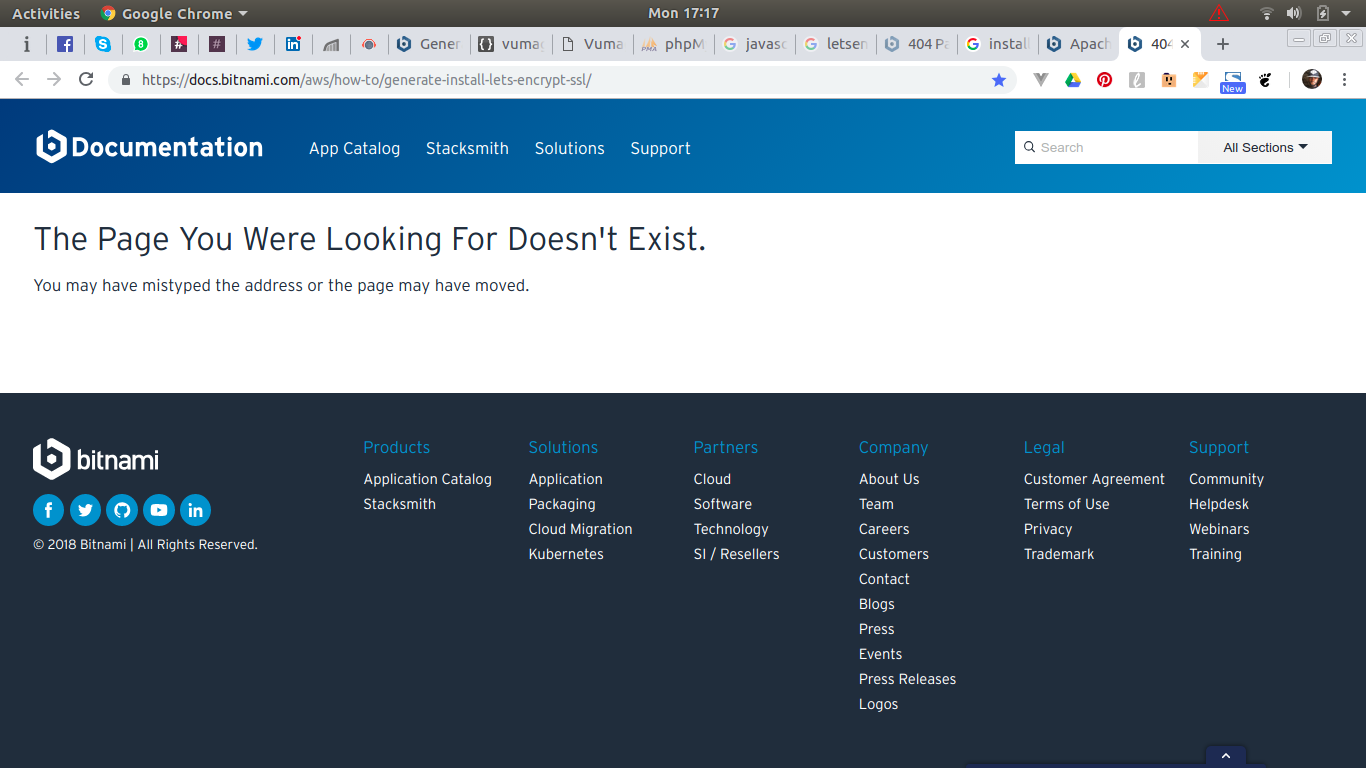 Activities Google Chrome Mon 17:17
8 # # in Gener {} vuma Vuma PMA phpM javasc letsen 404 Pa install Apach 404
https://docs.bitnami.com/aws/how-to/generate-install-lets-encrypt-ssl/
New
Documentation App Catalog Stacksmith Solutions Support Search All Sections
The Page You Were Looking For Doesn't Exist.
You may have mistyped the address or the page may have moved.
bitnami
© 2018 Bitnami | All Rights Reserved.
Products
Application Catalog
Stacksmith
Solutions
Application
Packaging
Cloud Migration
Kubernetes
Partners
Cloud
Software
Technology
SI / Resellers
Company
About Us
Team
Careers
Customers
Contact
Blogs
Press
Events
Press Releases
Logos
Legal
Customer Agreement
Terms of Use
Privacy
Trademark
Support
Community
Helpdesk
Webinars
Training